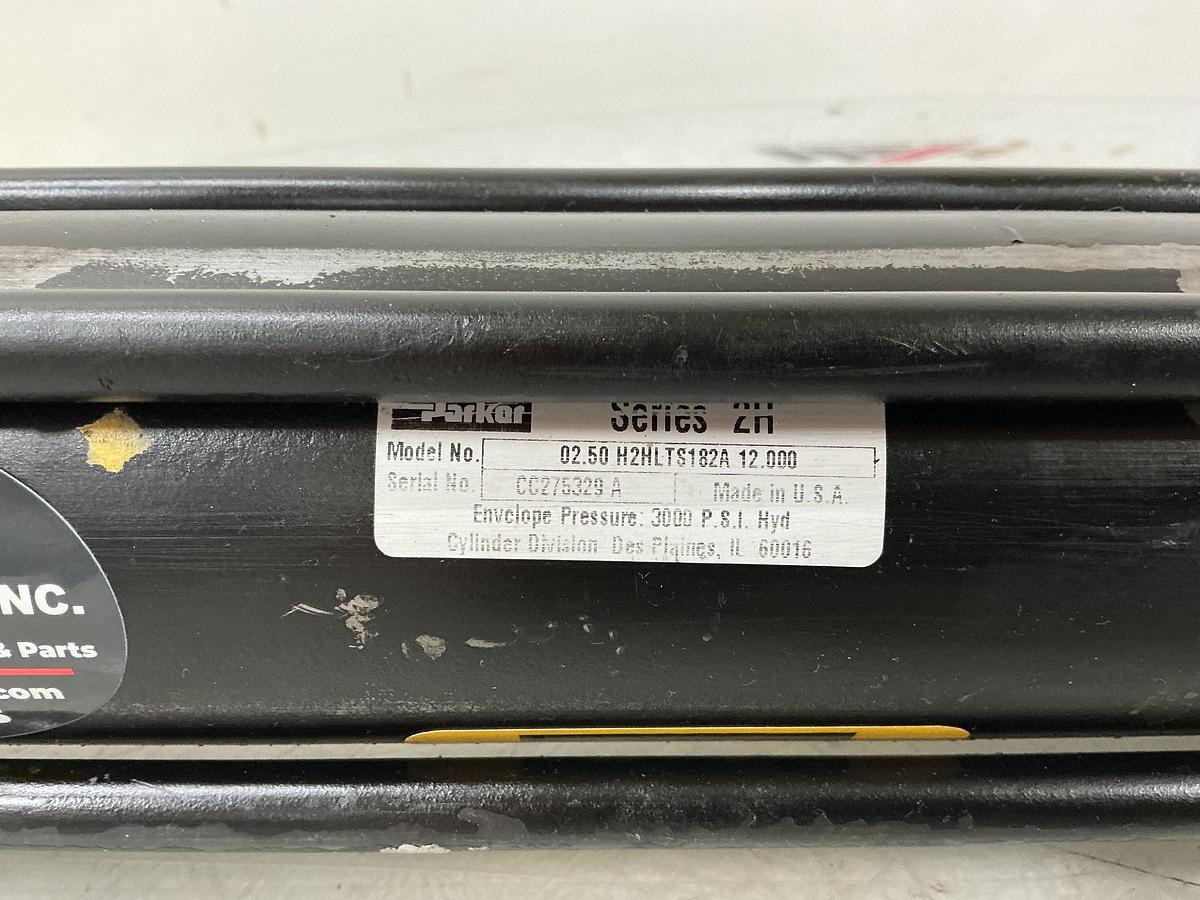 Parker Series 2H
Model No. 02.50 H2HLTS182A 12.000
Serial No. CC275329 A Made in U.S.A.
Envelope Pressure: 3000 P.S.I. Hyd
Cylinder Division Des Plaines, IL 60016
NC.
& Parts
com